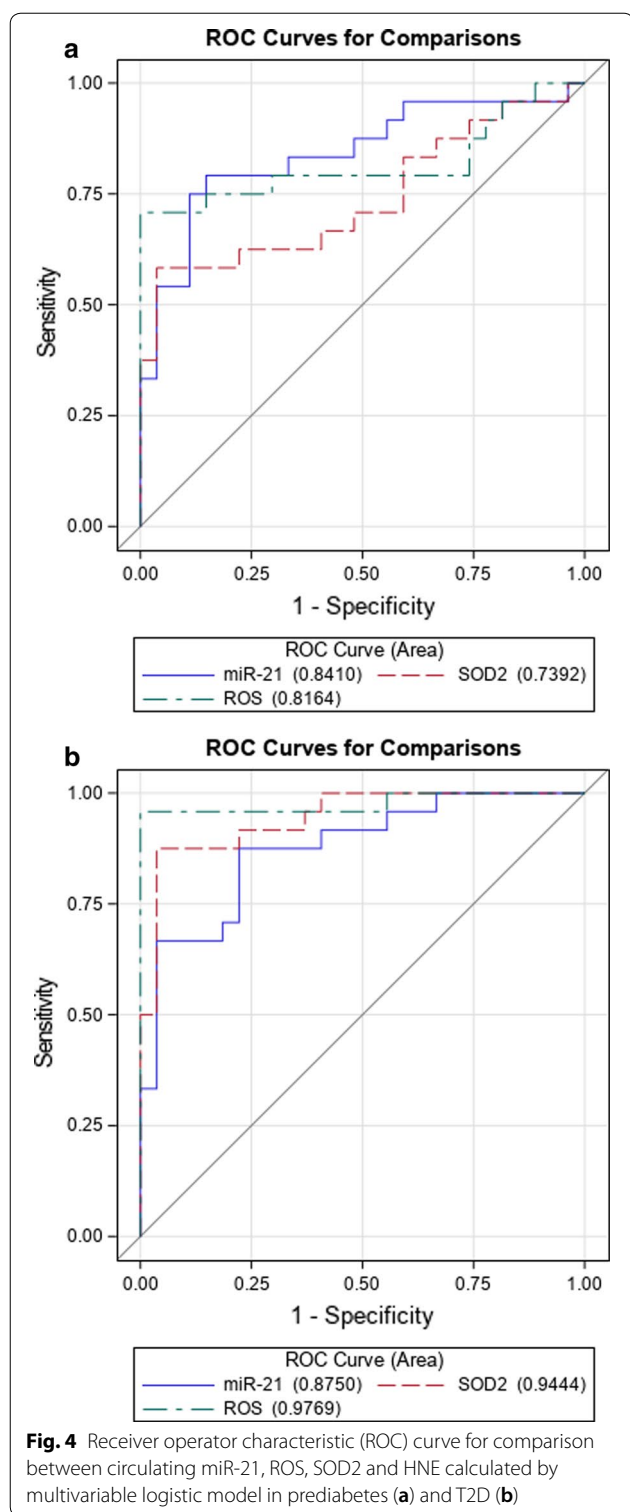 a
ROC Curves for Comparisons
1.00
0.75
0.50
0.25
0.00
Sensitivity
0.00 0.25 0.50 0.75 1.00
1 - Specificity
ROC Curve (Area)
miR-21 (0.8410) SOD2 (0.7392)
ROS (0.8164)
b
ROC Curves for Comparisons
1.00
0.75
0.50
0.25
0.00
Sensitivity
0.00 0.25 0.50 0.75 1.00
1 - Specificity
ROC Curve (Area)
miR-21 (0.8750) SOD2 (0.9444)
ROS (0.9769)
Fig. 4 Receiver operator characteristic (ROC) curve for comparison
between circulating miR-21, ROS, SOD2 and HNE calculated by
multivariable logistic model in prediabetes (a) and T2D (b)